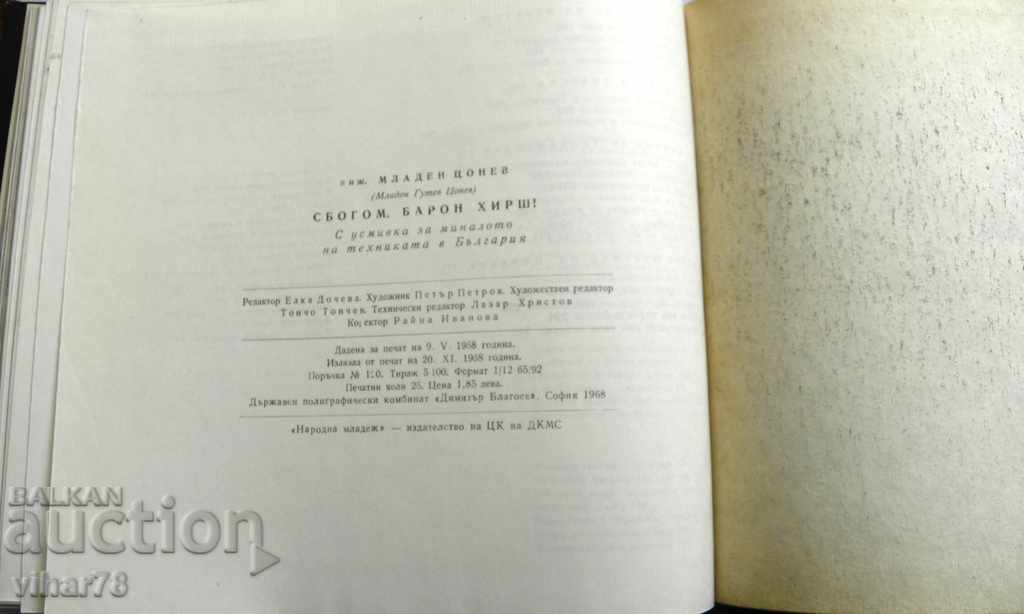 инж. МЛАДЕН ЦОНЕВ
(Младен Гутев Цонев)
СБОГОМ, БАРОН ХИРШ!
С усмивка за миналото
на техниката в България
Редактор Елка Дочева. Художник Петър Петров. Художествен редактор
Тончо Тончев. Технически редактор Лазар Христов
Коректор Райна Иванова
Дадена за печат на 9. V. 1968 година.
Излязла от печат на 20. XI. 1968 година.
Поръчка № 110. Тираж 5 100. Формат 1/12 65/92
Печатни коли 26. Цена 1,85 лева.
Държавен полиграфически комбинат «Димитър Благоев». София 1968
«Народна младеж» — издателство на ЦК на ДКМС
BALKAN
auction
vihar78